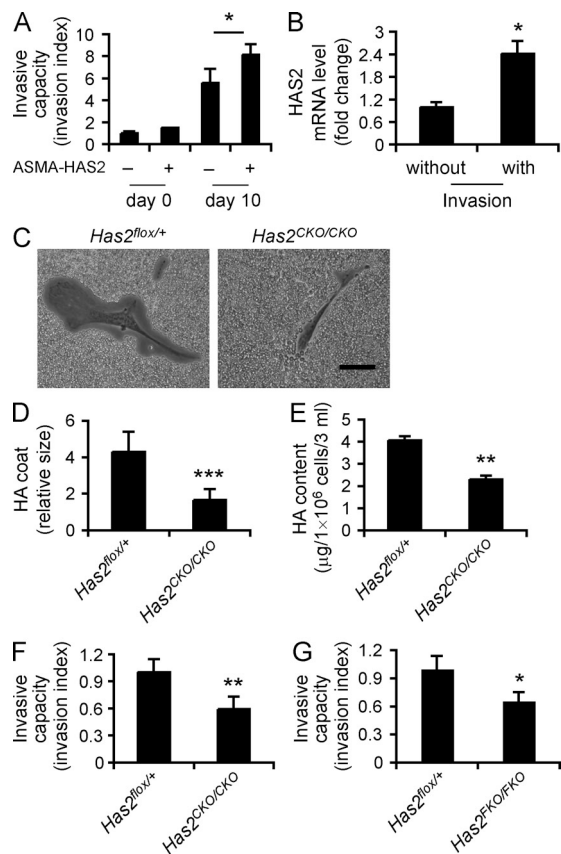 A
Invasive capacity
(invasion index)
10
8
6
4
2
0
*
ASMA-HAS2
– + – +
day 0 day 10
B
HAS2
mRNA level
(fold change)
3.0
2.4
1.8
1.2
0.6
0
*
without with
Invasion
C
Has2flox/+ Has2CKO/CKO
D
HA coat
(relative size)
6
4
2
0
***
Has2flox/+
Has2CKO/CKO
E
HA content
(µg/1×10⁶ cells/3 ml)
5
4
3
2
1
0
**
Has2flox/+
Has2CKO/CKO
F
Invasive
capacity
(invasion index)
1.2
0.9
0.6
0.3
0
**
Has2flox/+
Has2CKO/CKO
G
Invasive
capacity
(invasion index)
1.2
0.9
0.6
0.3
0
*
Has2flox/+
Has2FKO/FKO